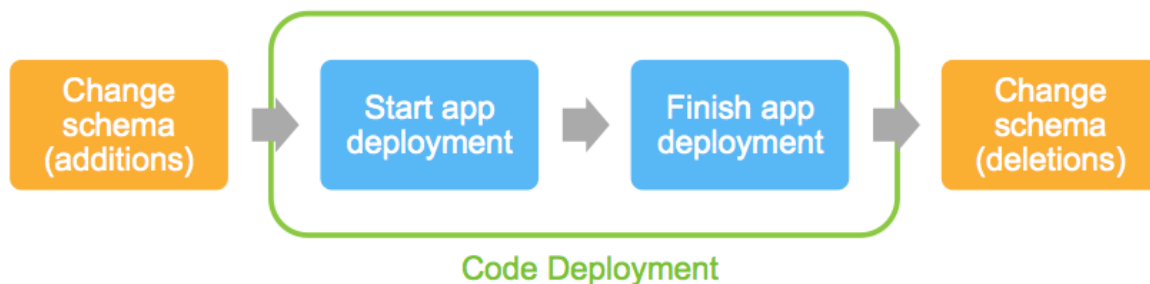 Change
schema
(additions)
Start app
deployment
Finish app
deployment
Change
schema
(deletions)
Code Deployment